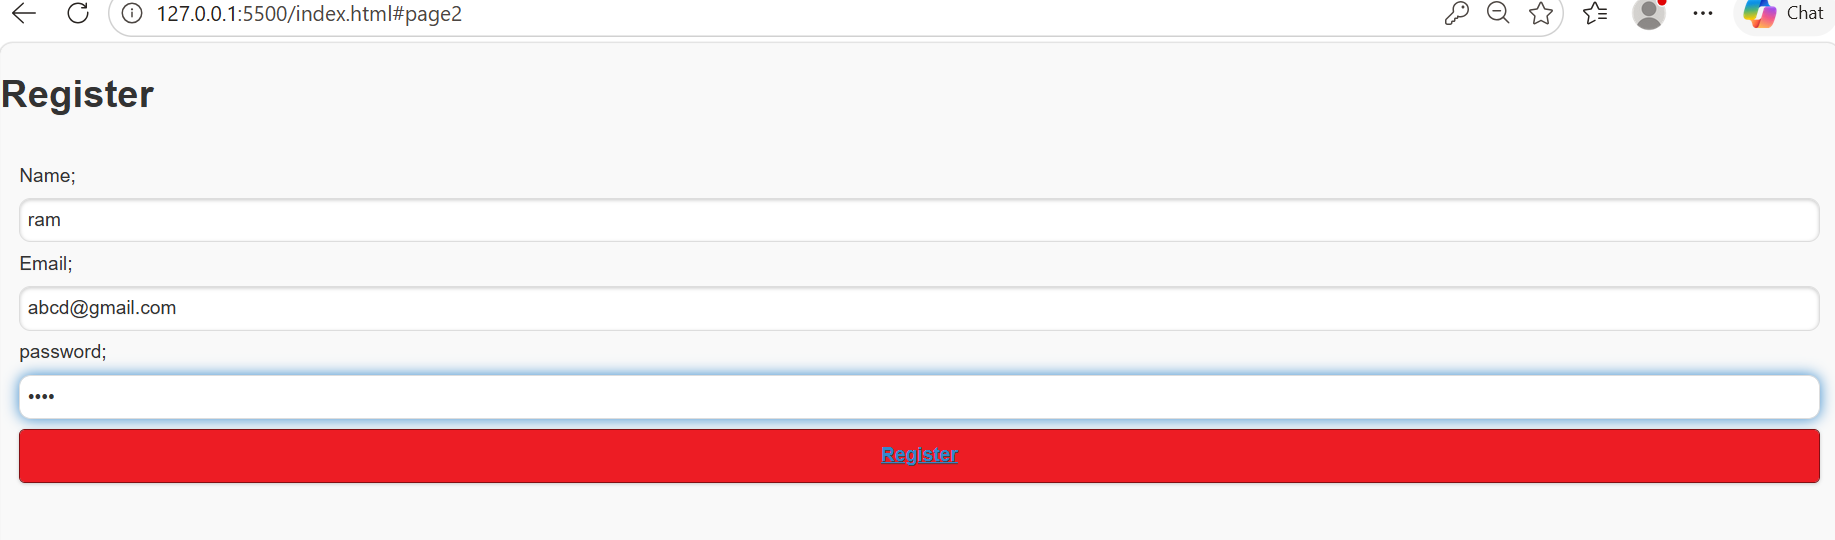 127.0.0.1:5500/index.html#page2
Chat
Register
Name;
ram
Email;
abcd@gmail.com
password;
••••
Register